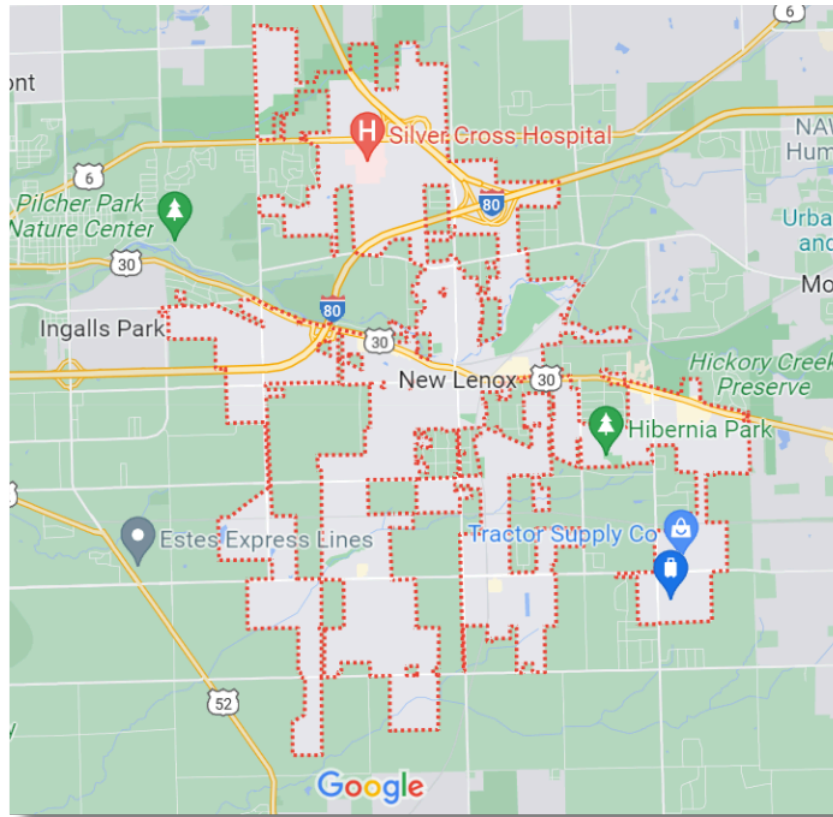 6
ont
H
Silver Cross Hospital
NAV
Hum
6
Pilcher Park
Nature Center
80
Urba
and
30
Mo
80
Ingalls Park
30
Hickory Creek
Preserve
New Lenox
30
Hibernia Park
Estes Express Lines
Tractor Supply Co
52
y
Google